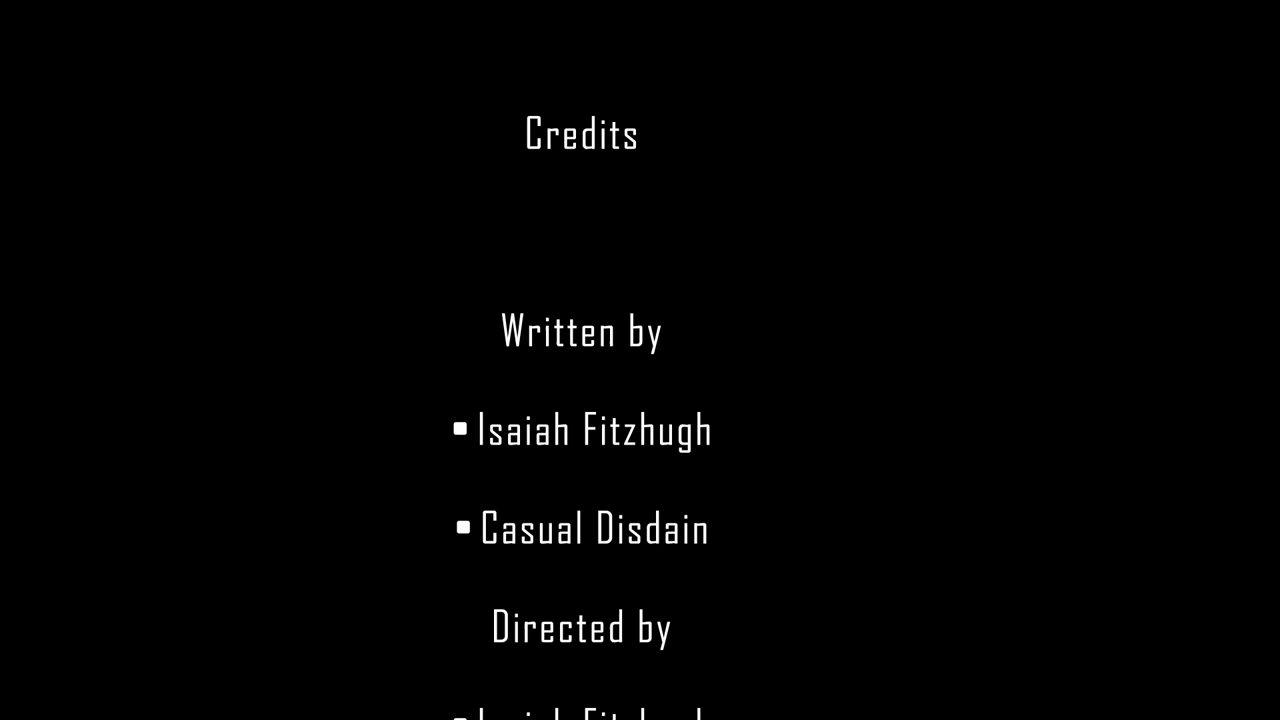 Credits
Written by
▪ Isaiah Fitzhugh
▪ Casual Disdain
Directed by